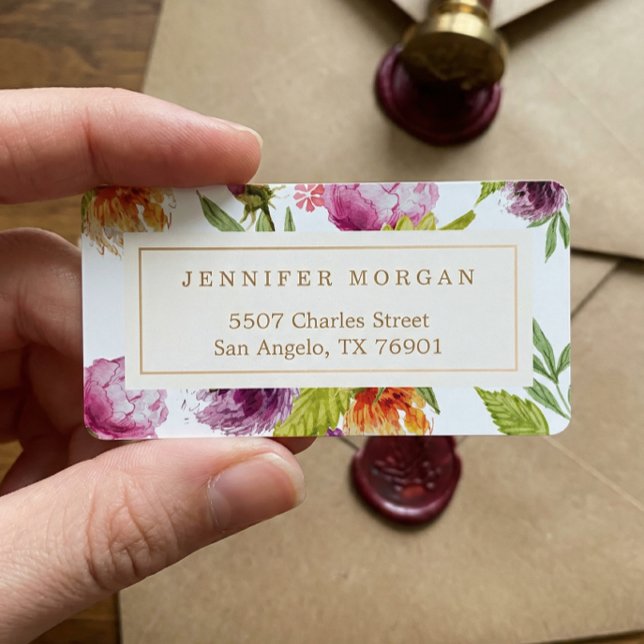 JENNIFER MORGAN
5507 Charles Street
San Angelo, TX 76901